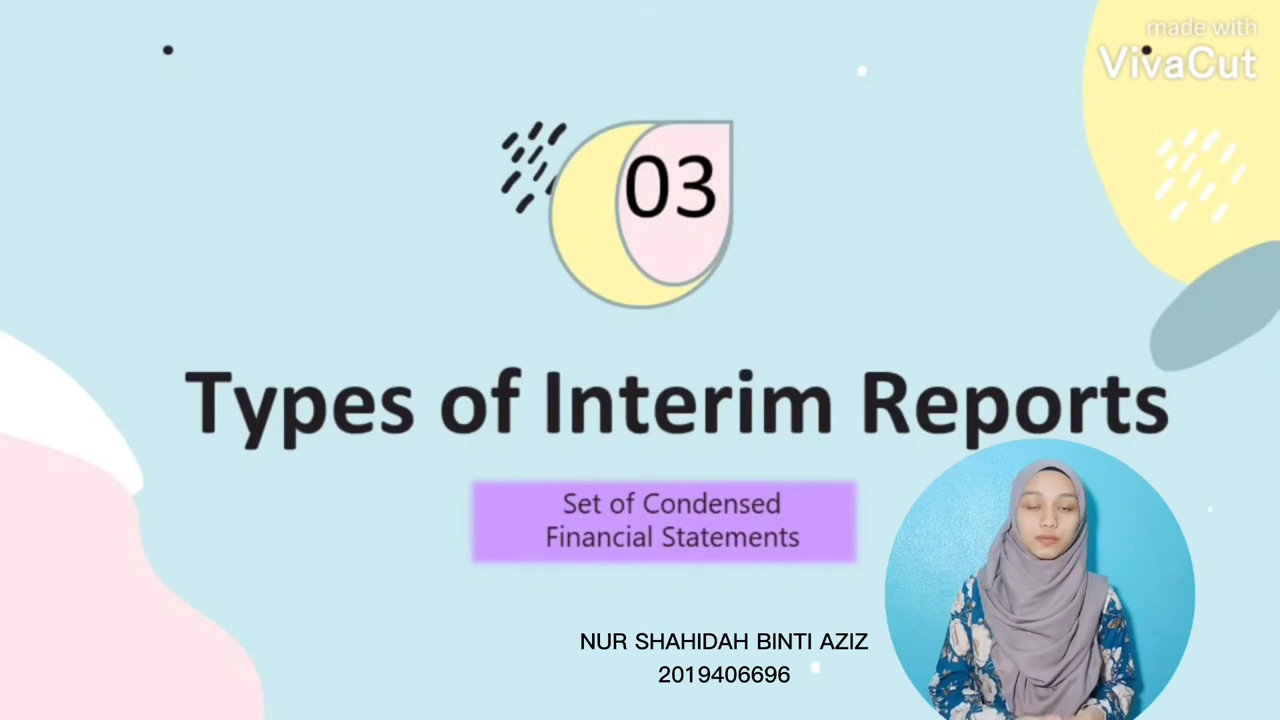 made with
VivaCut
03
Types of Interim Reports
Set of Condensed
Financial Statements
NUR SHAHIDAH BINTI AZIZ
2019406696